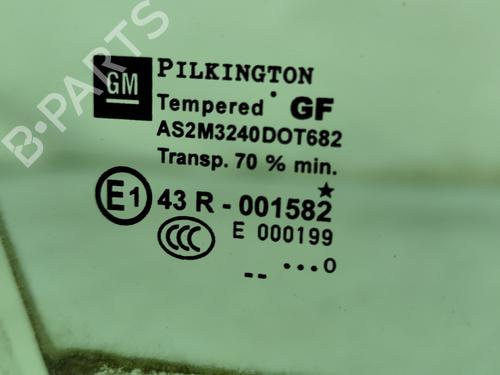 GM PILKINGTON
Tempered GF
AS2M3240DOT682
Transp. 70 % min.
E1 43 R - 001582
CCC E 000199
...0
--
B-PARTS